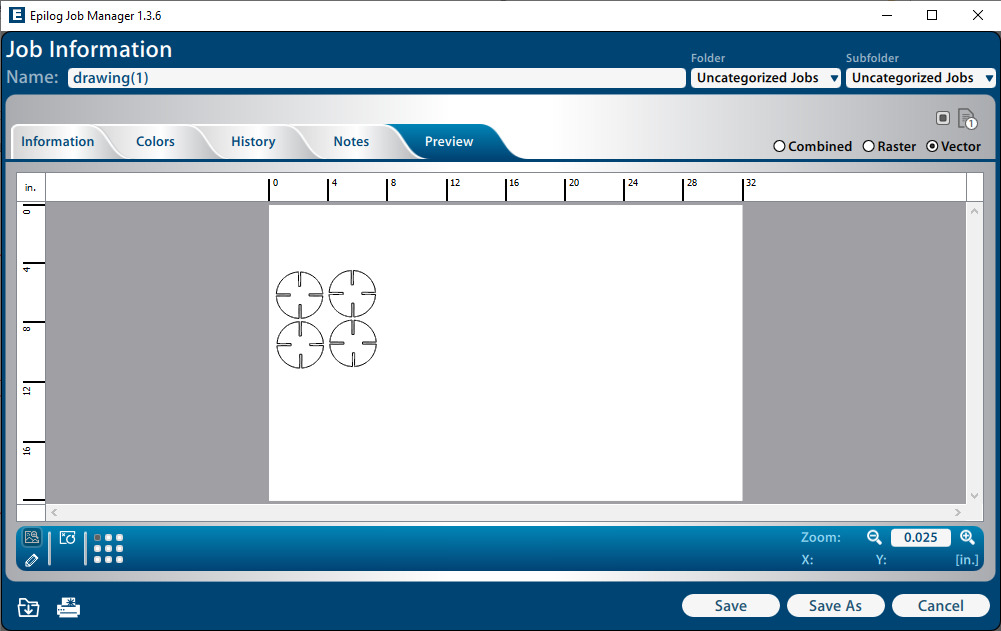 E Epilog Job Manager 1.3.6
Job Information
Folder Subfolder
Name: drawing(1) Uncategorized Jobs Uncategorized Jobs
1
Information Colors History Notes Preview
Combined Raster Vector
in. 0 4 8 12 16 20 24 28 32
0
4
8
12
16
Zoom: 0.025
X: Y: [in.]
Save Save As Cancel